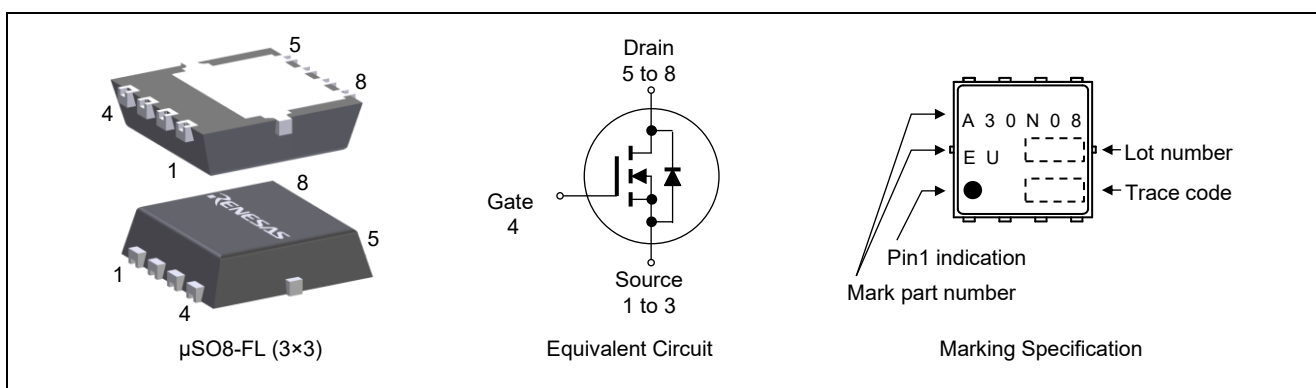 5
8
4
1
8
RENESAS
5
1
4
µSO8-FL (3×3)
Drain
5 to 8
Gate
4
Source
1 to 3
Equivalent Circuit
A 3 0 N 0 8
E U
Lot number
Trace code
Pin1 indication
Mark part number
Marking Specification